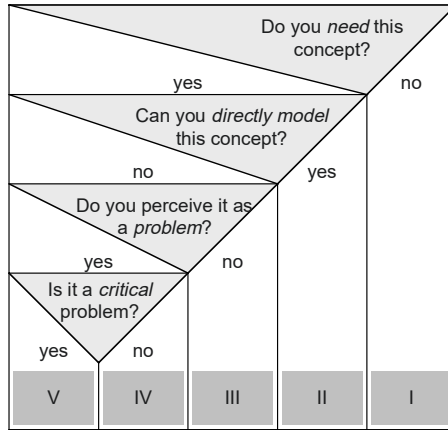 Do you need this
concept?
yes
no
Can you directly model
this concept?
no
yes
Do you perceive it as
a problem?
yes
no
Is it a critical
problem?
yes
no
V
IV
III
II
I